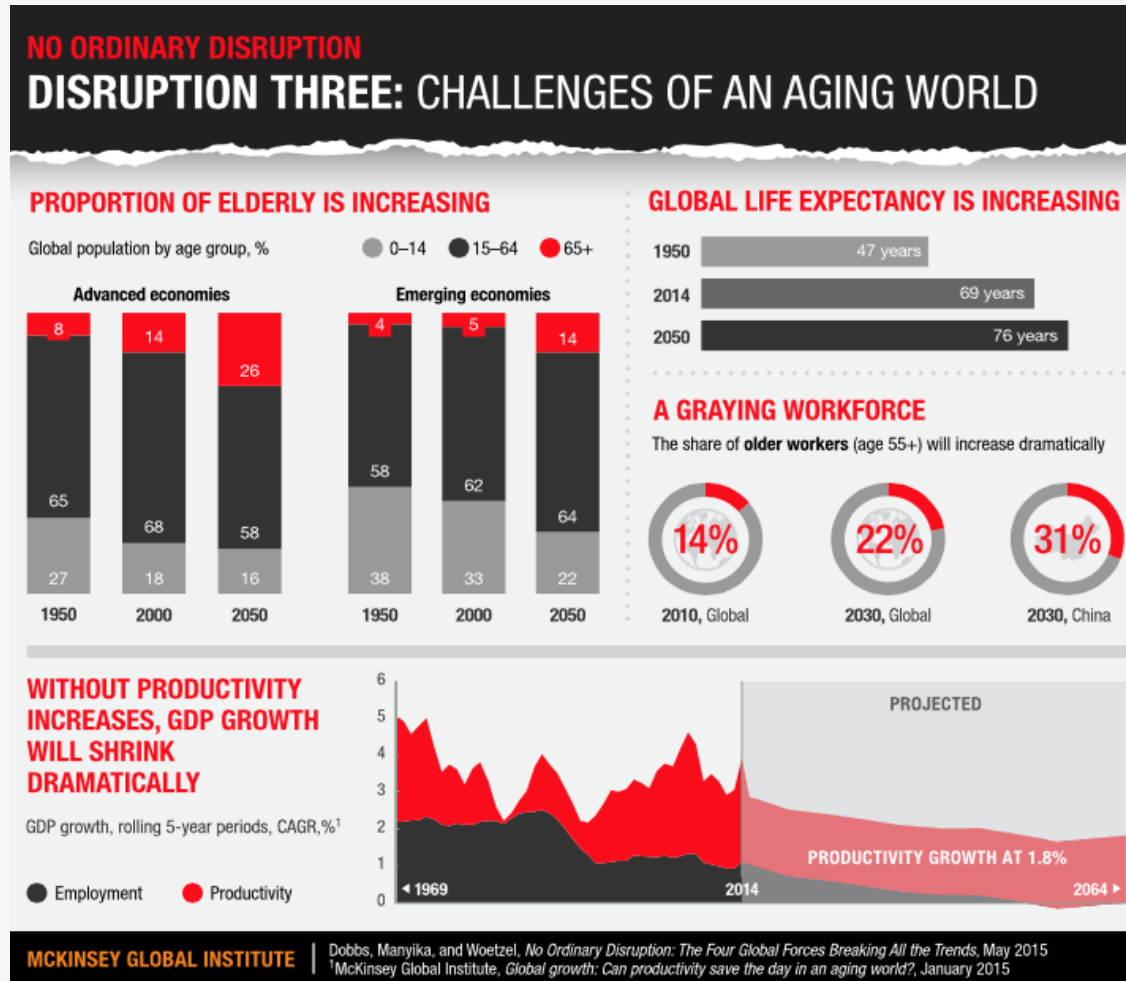 NO ORDINARY DISRUPTION
DISRUPTION THREE: CHALLENGES OF AN AGING WORLD
PROPORTION OF ELDERLY IS INCREASING
Global population by age group, %
0–14 15–64 65+
Advanced economies
8 14 26
65 68 58
27 18 16
1950 2000 2050
Emerging economies
4 5 14
58 62 64
38 33 22
1950 2000 2050
GLOBAL LIFE EXPECTANCY IS INCREASING
1950 47 years
2014 69 years
2050 76 years
A GRAYING WORKFORCE
The share of older workers (age 55+) will increase dramatically
14% 22% 31%
2010, Global 2030, Global 2030, China
WITHOUT PRODUCTIVITY
INCREASES, GDP GROWTH
WILL SHRINK
DRAMATICALLY
GDP growth, rolling 5-year periods, CAGR,%¹
Employment Productivity
6
5
4
3
2
1
0
PROJECTED
PRODUCTIVITY GROWTH AT 1.8%
◄ 1969 2014 2064 ►
MCKINSEY GLOBAL INSTITUTE
Dobbs, Manyika, and Woetzel, No Ordinary Disruption: The Four Global Forces Breaking All the Trends, May 2015
¹McKinsey Global Institute, Global growth: Can productivity save the day in an aging world?, January 2015